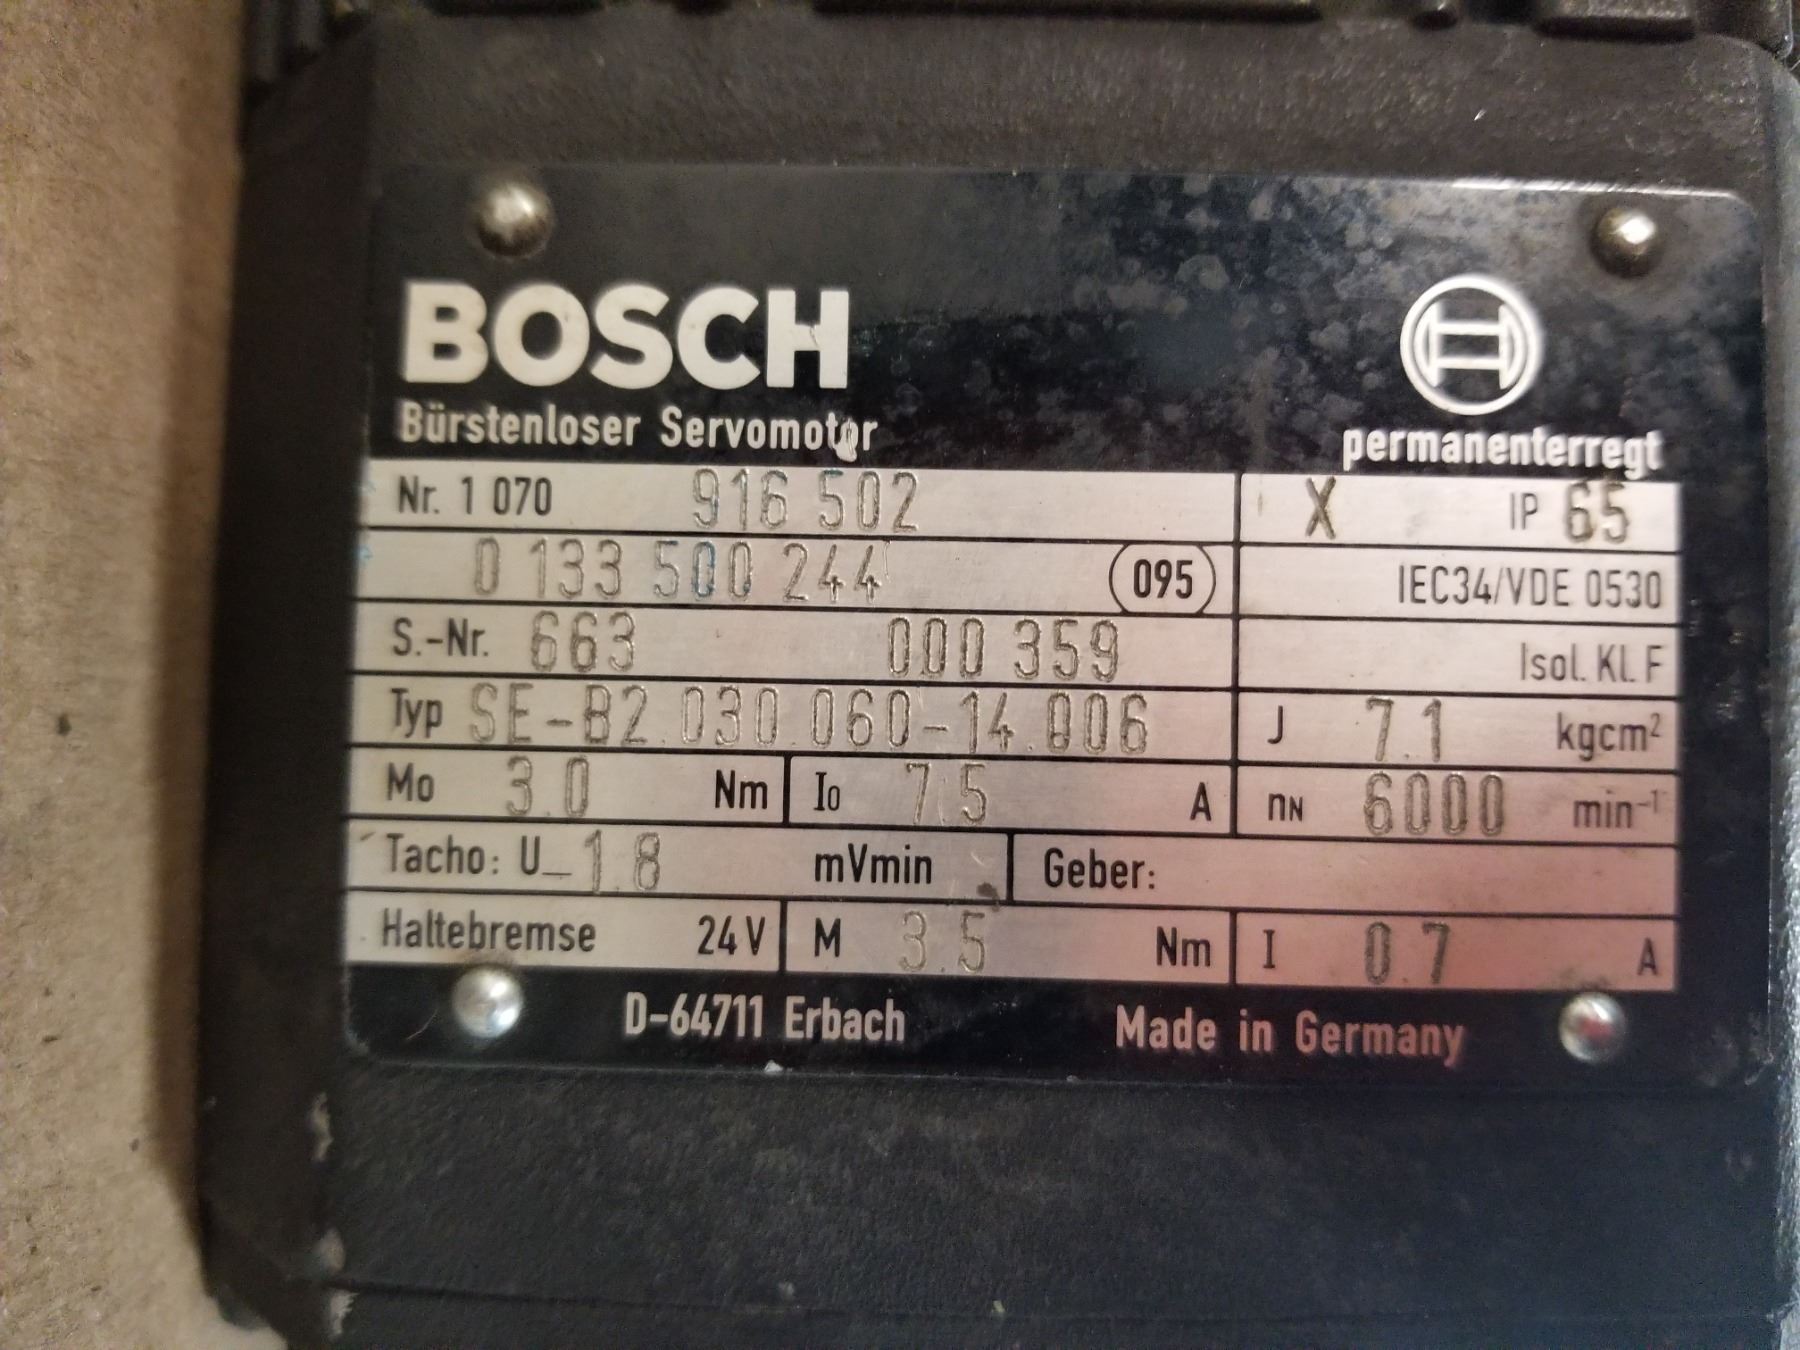 BOSCH
Bürstenloser Servomotor
permanenterregt
Nr. 1 070 916 502 X IP 65
0 133 500 244 095 IEC34/VDE 0530
S.-Nr. 663 000 359 Isol. Kl. F
Typ SE-B2.030.060-14.006 J 7.1 kgcm²
Mo 3.0 Nm I0 7.5 A nN 6000 min-1
Tacho: U_ 1.8 mVmin Geber:
Haltebremse 24V M 3.5 Nm I 0.7 A
D-64711 Erbach Made in Germany